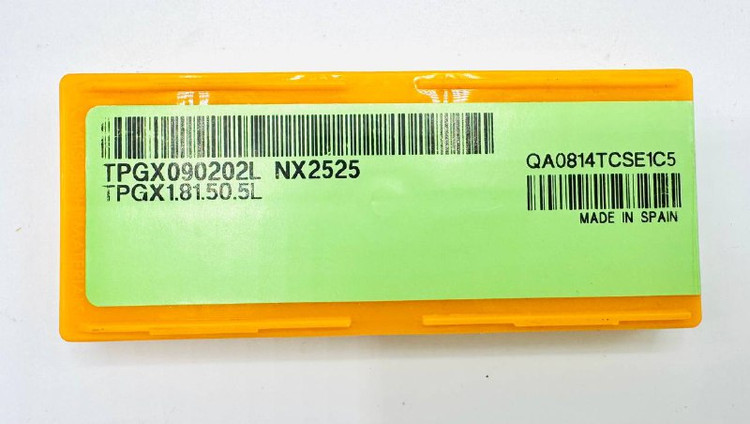 TPGX090202L NX2525
TPGX1.81.50.5L
QA0814TCSE1C5
MADE IN SPAIN